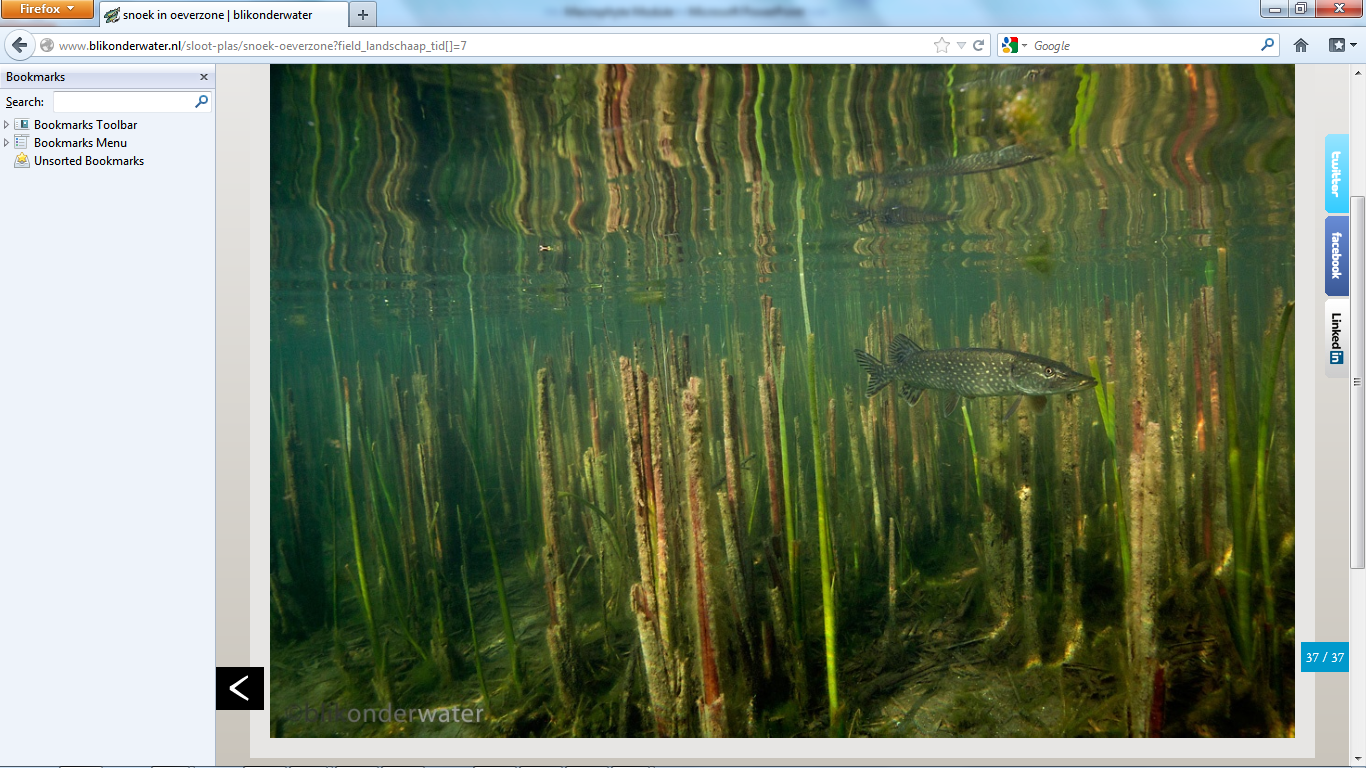 Firefox
snoek in oeverzone | blikonderwater
www.blikonderwater.nl/sloot-plas/snoek-oeverzone?field_landschaap_tid[]=7
Google
Bookmarks
Search:
Bookmarks Toolbar
Bookmarks Menu
Unsorted Bookmarks
twitter
facebook
Linked in
37 / 37
blikonderwater